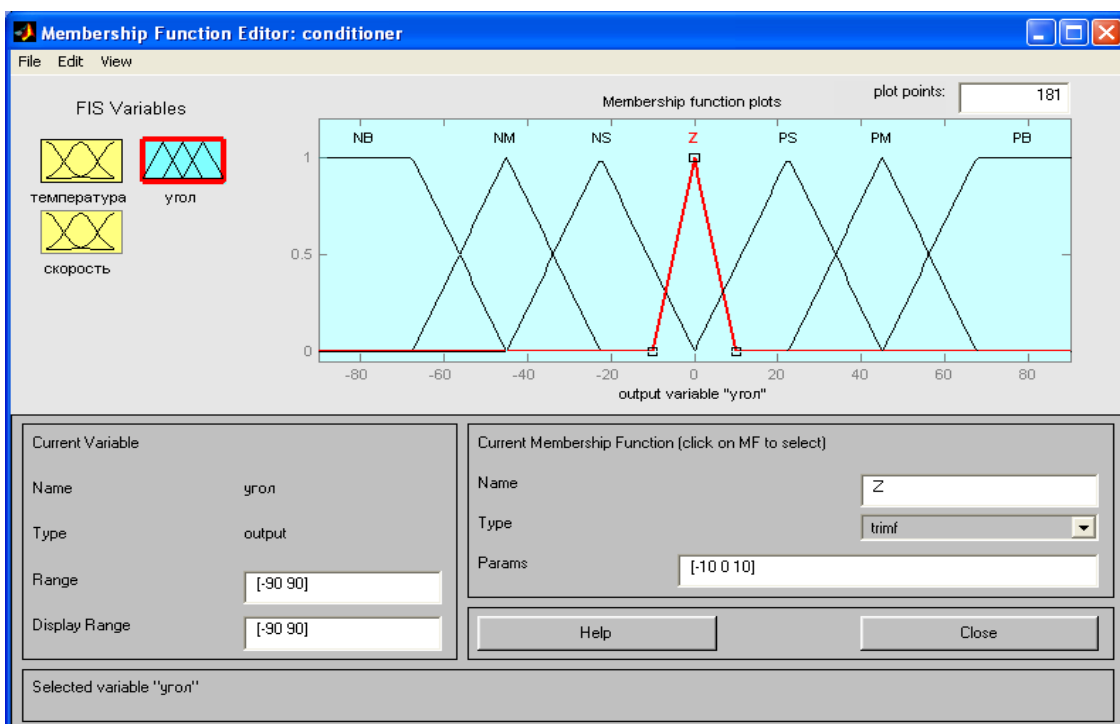 Membership Function Editor: conditioner
File Edit View
FIS Variables
температура
угол
скорость
Membership function plots
plot points:
181
NB NM NS Z PS PM PB
1
0.5
0
-80 -60 -40 -20 0 20 40 60 80
output variable "угол"
Current Variable
Name угол
Type output
Range [-90 90]
Display Range [-90 90]
Current Membership Function (click on MF to select)
Name Z
Type trimf
Params [-10 0 10]
Help Close
Selected variable "угол"